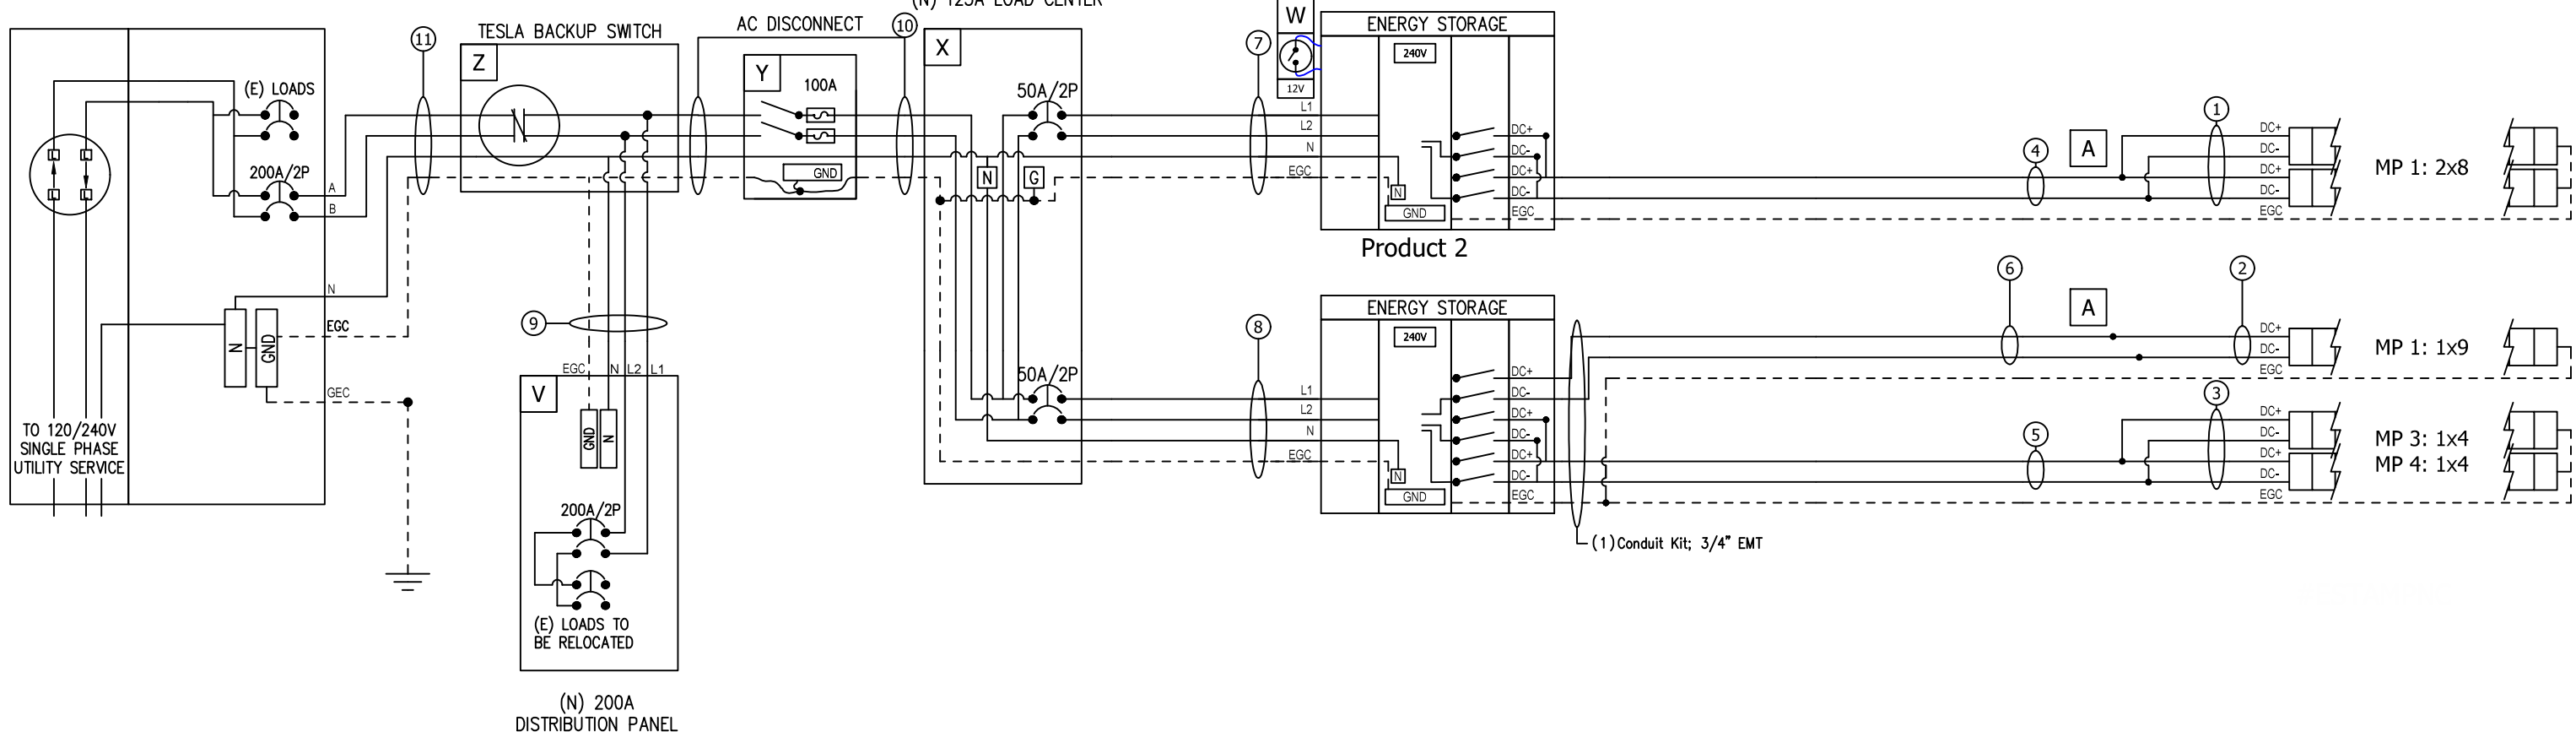 (N) 125A LOAD CENTER
TO 120/240V
SINGLE PHASE
UTILITY SERVICE
(E) LOADS
200A/2P
A
B
N
EGC
GEC
N
GND
11
TESLA BACKUP SWITCH
Z
9
EGC
N
L2
L1
V
GND
N
200A/2P
(E) LOADS TO
BE RELOCATED
(N) 200A
DISTRIBUTION PANEL
AC DISCONNECT
Y
100A
GND
10
X
50A/2P
N
G
50A/2P
7
W
12V
L1
L2
N
EGC
ENERGY STORAGE
240V
N
GND
DC+
DC-
DC+
DC-
EGC
Product 2
4
A
1
DC+
DC-
DC+
DC-
EGC
MP 1: 2x8
8
L1
L2
N
EGC
ENERGY STORAGE
240V
N
GND
DC+
DC-
DC+
DC-
DC+
DC-
EGC
(1)Conduit Kit; 3/4" EMT
6
A
2
DC+
DC-
EGC
MP 1: 1x9
5
3
DC+
DC-
DC+
DC-
EGC
MP 3: 1x4
MP 4: 1x4